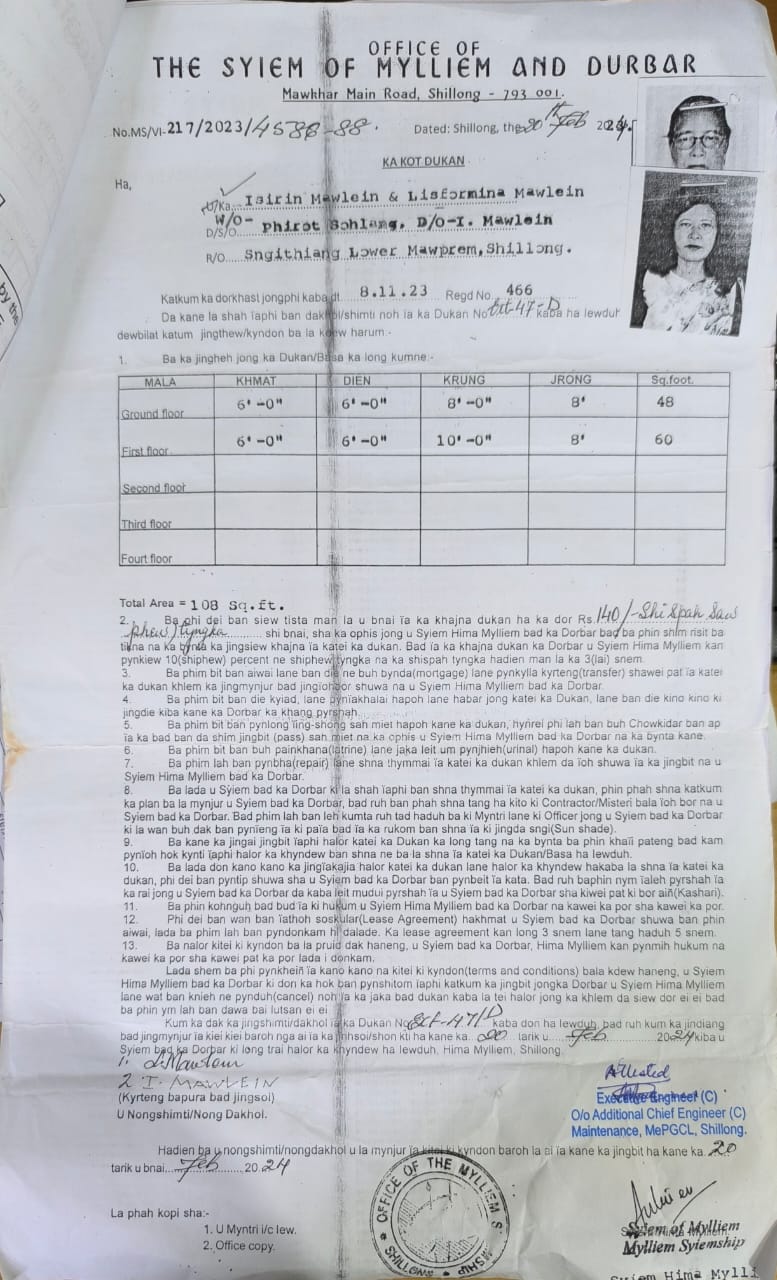 OFFICE OF
THE SYIEM OF MYLLIEM AND DURBAR
Mawkhar Main Road, Shillong - 793 001.
No.MS/VI-217/2023/4588-88. Dated: Shillong, the 20th Feb 2024.
KA KOT DUKAN
Ha,
U/Ka... Isirin Mawlein & Lisformina Mawlein
W/O- Phirot Sohlang, D/O-I. Mawlein
D/S/O
R/O..... Sngithiang Lower Mawprem, Shillong.
Katkum ka dorkhast jongphi kaba dt. 8.11.23 Regd No. 466
Da kane la shah ïaphi ban dakhol/shimti noh ïa ka Dukan No 47-D kaba ha lewduh
dewbilat katum jingthew/kyndon ba la kdew harum:-
1. Ba ka jingheh jong ka Dukan/Basa ka long kumne:-
MALA KHMAT DIEN KRUNG JRONG Sq.foot.
Ground floor 6'-0" 6'-0" 8'-0" 8' 48
First floor 6'-0" 6'-0" 10'-0" 8' 60
Second floor
Third floor
Fourt floor
Total Area = 108 Sq.ft.
2. Ba phi dei ban siew tista man la u bnai ïa ka khajna dukan ha ka dor Rs 140/- Shi Spah Saw
phew tyngka shi bnai, sha ka ophis jong u Syiem Hima Mylliem bad ka Dorbar bad ba phin shim risit ba
tikna na ka bynta ka jingsiew khajna ïa katei ka dukan. Bad ïa ka khajna dukan ka Dorbar u Syiem Hima Mylliem kan
pynkiew 10(shiphew) percent ne shiphew tyngka na ka shispah tyngka hadien man la ka 3(lai) snem.
3. Ba phim bit ban aiwai lane ban die ne buh bynda(mortgage) lane pynkylla kyrteng(transfer) shawei pat ïa katei
ka dukan khlem ka jingmynjur bad jingïohbor shuwa na u Syiem Hima Mylliem bad ka Dorbar.
4. Ba phim bit ban die kyiad, lane pynïakhalai hapoh lane habar jong katei ka Dukan, lane ban die kino kino ki
jingdie kiba kane ka Dorbar ka khang pyrshah.
5. Ba phim bit ban pynlong ïing-shong sah miet hapoh kane ka dukan, hynrei phi lah ban buh Chowkidar ban ap
ïa ka bad ban da shim jingbit (pass) sah miet na ka ophis u Syiem Hima Mylliem bad ka Dorbar na ka bynta kane.
6. Ba phim bit ban buh painkhana(latrine) lane jaka leit um pynjhieh(urinal) hapoh kane ka dukan.
7. Ba phim lah ban pynbha(repair) lane shna thymmai ïa katei ka dukan khlem da ïoh shuwa ïa ka jingbit na u
Syiem Hima Mylliem bad ka Dorbar.
8. Ba lada u Syiem bad ka Dorbar ki la shah ïaphi ban shna thymmai ïa katei ka dukan, phin phah shna katkum
ka plan ba la mynjur u Syiem bad ka Dorbar, bad ruh ban phah shna tang ha kito ki Contractor/Misteri bala ïoh bor na u
Syiem bad ka Dorbar. Bad phim lah ban leh kumta ruh tad haduh ba ki Myntri lane ki Officer jong u Syiem bad ka Dorbar
ki la wan buh dak ban pynïeng ïa ki païa bad ïa ka rukom ban shna ïa ki jingda sngi(Sun shade).
9. Ba kane ka jingai jingbit ïaphi halor katei ka Dukan ka long tang na ka bynta ba phin khaïi pateng bad kam
pynïoh hok kynti ïaphi halor ka khyndew ban shna ne ba la shna ïa katei ka Dukan/Basa ha lewduh.
10. Ba lada don kano kano ka jingïakajia halor katei ka dukan lane halor ka khyndew hakaba la shna ïa katei ka
dukan, phi dei ban pyntip shuwa sha u Syiem bad ka Dorbar ban pynbeit ïa kata. Bad ruh baphin nym ïaleh pyrshah ïa
ka rai jong u Syiem bad ka Dorbar da kaba leit mudui pyrshah ïa u Syiem bad ka Dorbar sha kiwei pat ki bor aiñ(Kashari).
11. Ba phin kohnguh bad bud ïa ki hukum u Syiem Hima Mylliem bad ka Dorbar na kawei ka por sha kawei ka por.
12. Phi dei ban wan ban ïathoh soskular(Lease Agreement) hakhmat u Syiem bad ka Dorbar shuwa ban phin
aiwai, lada ba phim lah ban pyndonkam hi dalade. Ka lease agreement kan long 3 snem lane tang haduh 5 snem.
13. Ba nalor kitei ki kyndon ba la pruid dak haneng, u Syiem bad ka Dorbar, Hima Mylliem kan pynmih hukum na
kawei ka por sha kawei pat ka por lada i donkam.
Lada shem ba phi pynkheiñ ïa kano kano na kitei ki kyndon(terms and conditions) bala kdew haneng, u Syiem
Hima Mylliem bad ka Dorbar ki don ka hok ban pynshitom ïaphi katkum ka jingbit jongka Dorbar u Syiem Hima Mylliem
lane wat ban knieh ne pynduh(cancel) noh ïa ka jaka bad dukan kaba la tei halor jong ka khlem da siew dor ei ei bad
ba phin ym lah ban dawa bai lutsan ei ei
Kum ka dak ka jingshimti/dakhol ïa ka Dukan No. 47/D kaba don ha lewduh, bad ruh kum ka jindiang
bad jingmynjur ïa kiei kiei baroh nga ai ïa ka jinhsoi/shon kti ha kane ka.. 20 tarik u.... Feb 2024 kiba u
Syiem bad ka Dorbar ki long trai halor ka khyndew ha lewduh, Hima Mylliem, Shillong.
1. L. Mawlein
2 I. MAWLEIN
(Kyrteng bapura bad jingsoi)
U Nongshimti/Nong Dakhol.
Attested
Executive Engineer (C)
O/o Additional Chief Engineer (C)
Maintenance, MePGCL, Shillong.
Hadien ba u nongshimti/nongdakhol u la mynjur ïa kitei ki kyndon baroh la ai ïa kane ka jingbit ha kane ka. 20
tarik u bnai.... Feb 2024
OFFICE OF THE MYLLIEM SHILLONG
La phah kopi sha:-
1. U Myntri i/c lew.
2. Office copy.
Syiem of Mylliem
Mylliem Syiemship
Syiem Hima Mylli